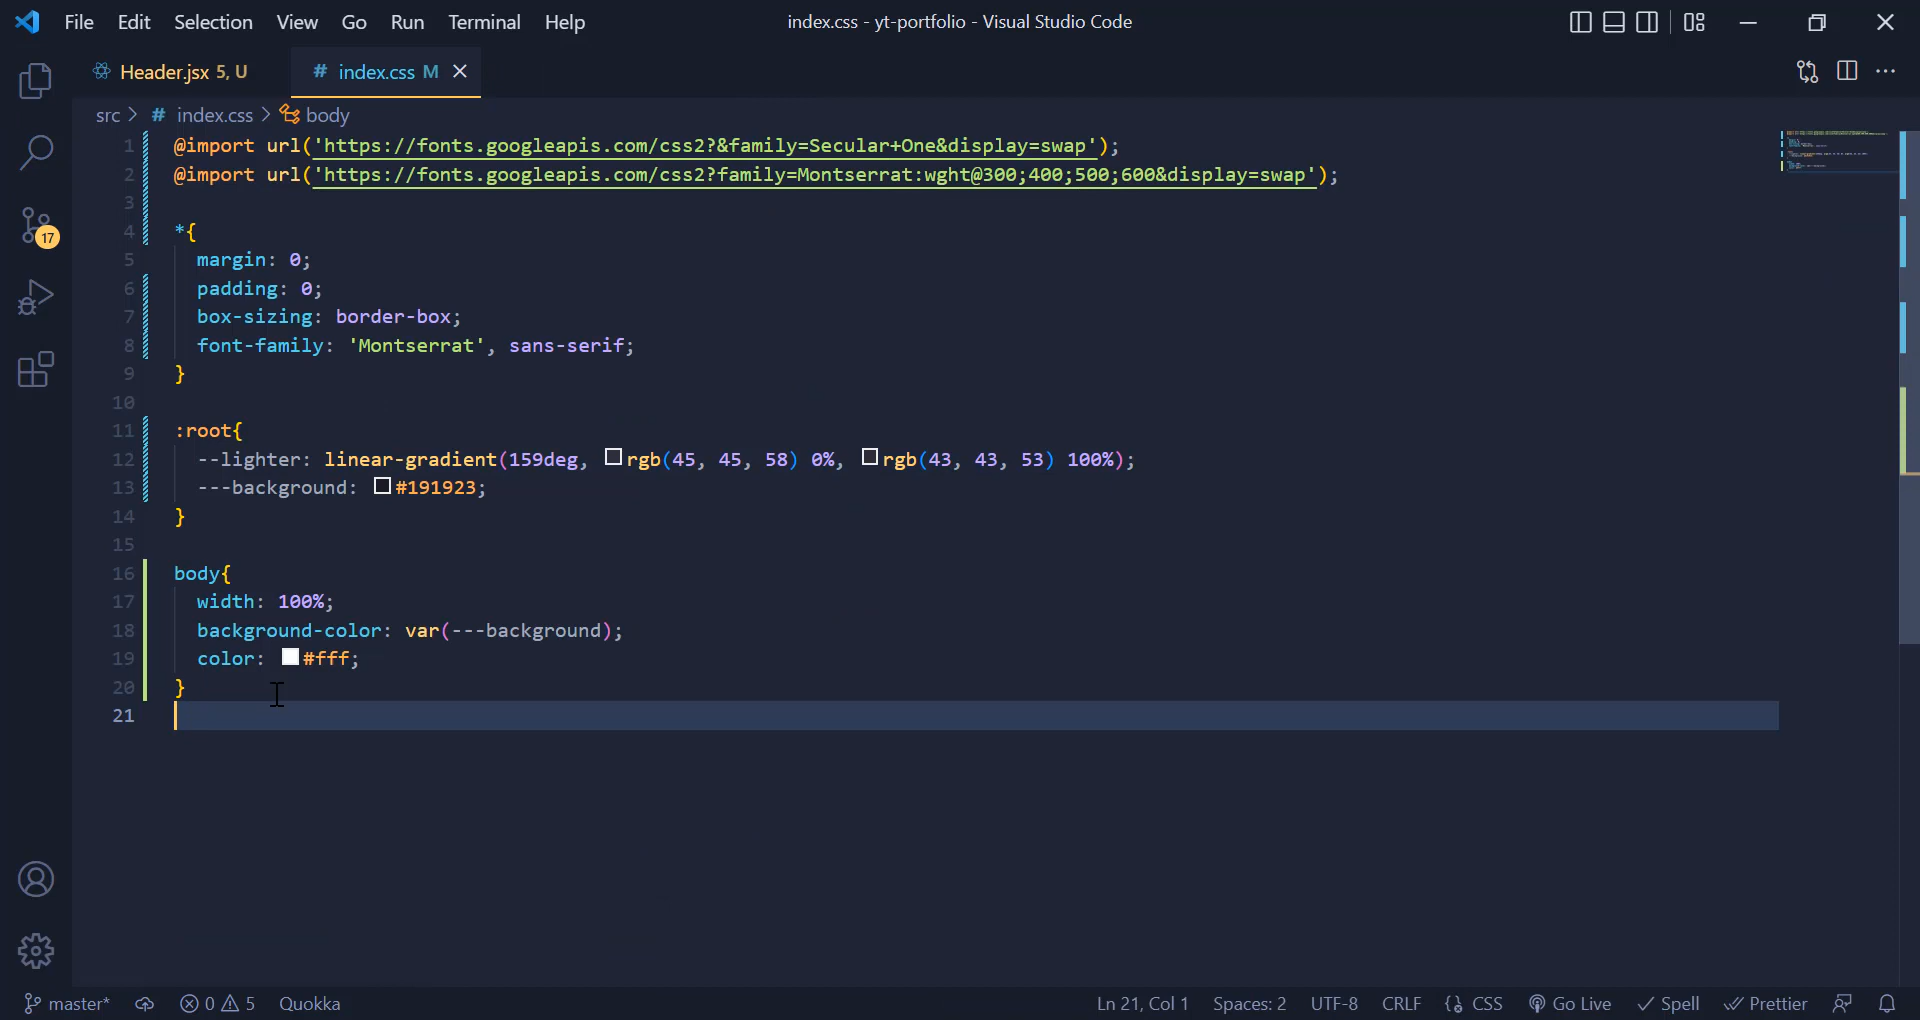 File Edit Selection View Go Run Terminal Help index.css - yt-portfolio - Visual Studio Code
Header.jsx 5, U # index.css M
src > # index.css > body
1 @import url('https://fonts.googleapis.com/css2?&family=Secular+One&display=swap');
2 @import url('https://fonts.googleapis.com/css2?family=Montserrat:wght@300;400;500;600&display=swap');
3
4 *{
5 margin: 0;
6 padding: 0;
7 box-sizing: border-box;
8 font-family: 'Montserrat', sans-serif;
9 }
10
11 :root{
12 --lighter: linear-gradient(159deg, rgb(45, 45, 58) 0%, rgb(43, 43, 53) 100%);
13 ---background: #191923;
14 }
15
16 body{
17 width: 100%;
18 background-color: var(---background);
19 color: #fff;
20 }
21
17
master* 0 5 Quokka Ln 21, Col 1 Spaces: 2 UTF-8 CRLF {} CSS Go Live Spell Prettier